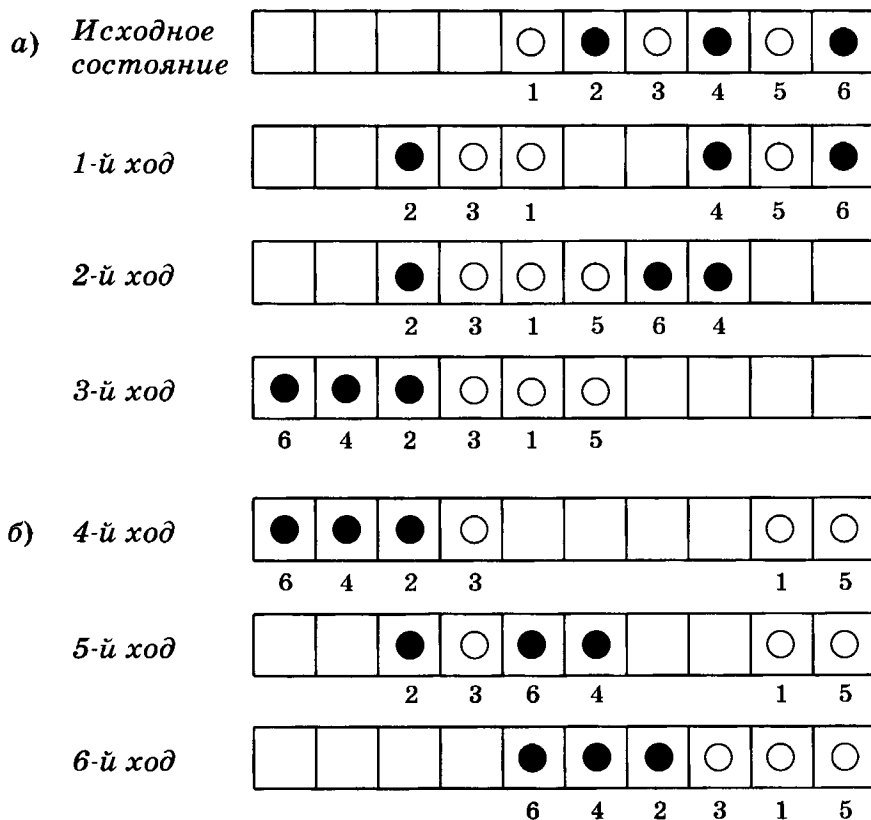 а) Исходное
состояние
1 2 3 4 5 6
1-й ход
2 3 1 4 5 6
2-й ход
2 3 1 5 6 4
3-й ход
6 4 2 3 1 5
б) 4-й ход
6 4 2 3 1 5
5-й ход
2 3 6 4 1 5
6-й ход
6 4 2 3 1 5